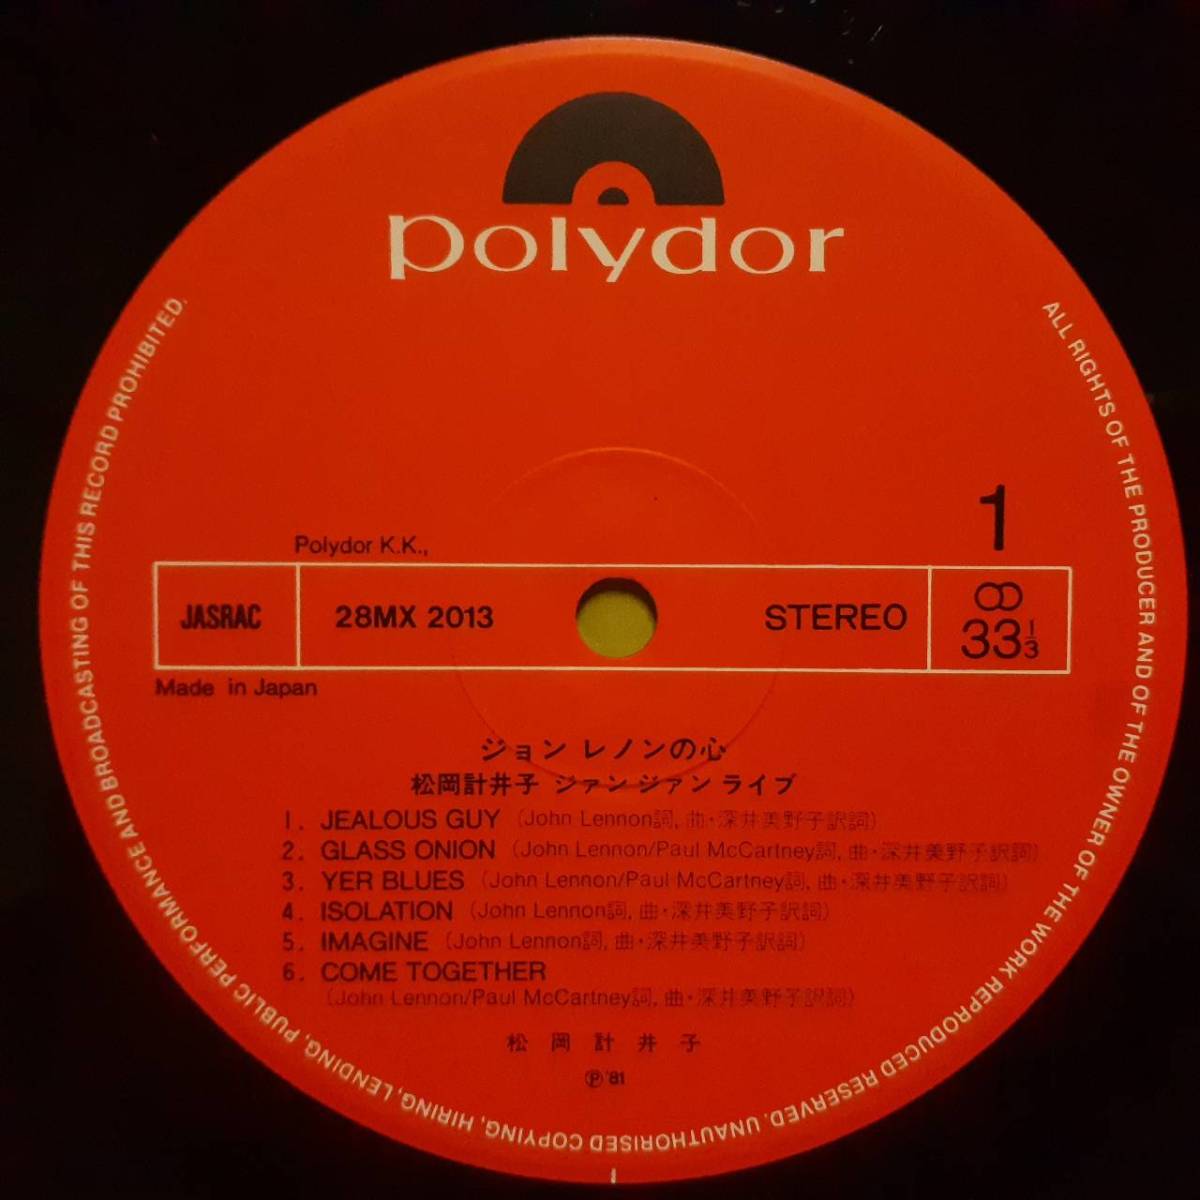 polydor
1
Polydor K.K.,
JASRAC
28MX 2013
STEREO
33 1/3
Made in Japan
ジョン レノンの心
松岡計井子 ジァンジァン ライブ
1. JEALOUS GUY (John Lennon詞, 曲・深井美野子訳詞)
2. GLASS ONION (John Lennon/Paul McCartney詞, 曲・深井美野子訳詞)
3. YER BLUES (John Lennon/Paul McCartney詞, 曲・深井美野子訳詞)
4. ISOLATION (John Lennon詞, 曲・深井美野子訳詞)
5. IMAGINE (John Lennon詞, 曲・深井美野子訳詞)
6. COME TOGETHER
(John Lennon/Paul McCartney詞, 曲・深井美野子訳詞)
松岡計井子
Ⓟ'81
ALL RIGHTS OF THE PRODUCER AND OF THE OWNER OF THE WORK REPRODUCED RESERVED. UNAUTHORISED COPYING, HIRING, LENDING, PUBLIC PERFORMANCE AND BROADCASTING OF THIS RECORD PROHIBITED.